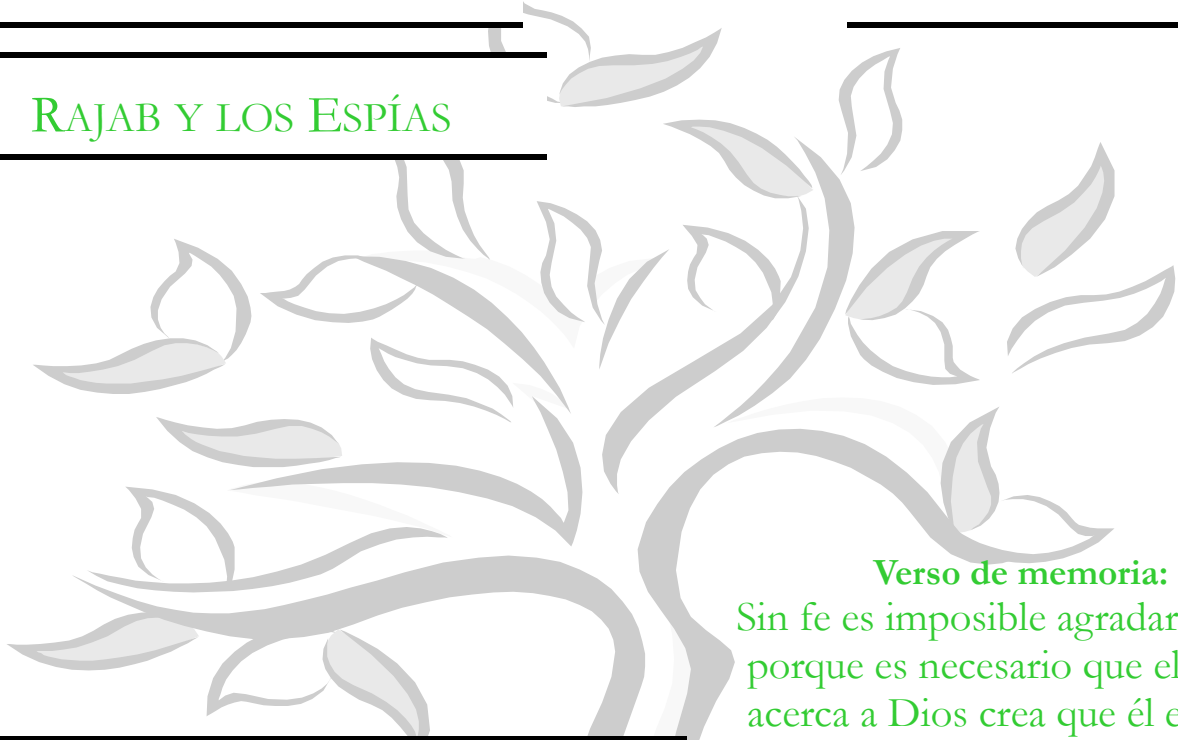 RAJAB Y LOS ESPÍAS
Verso de memoria:
Sin fe es imposible agradar
porque es necesario que el
acerca a Dios crea que él